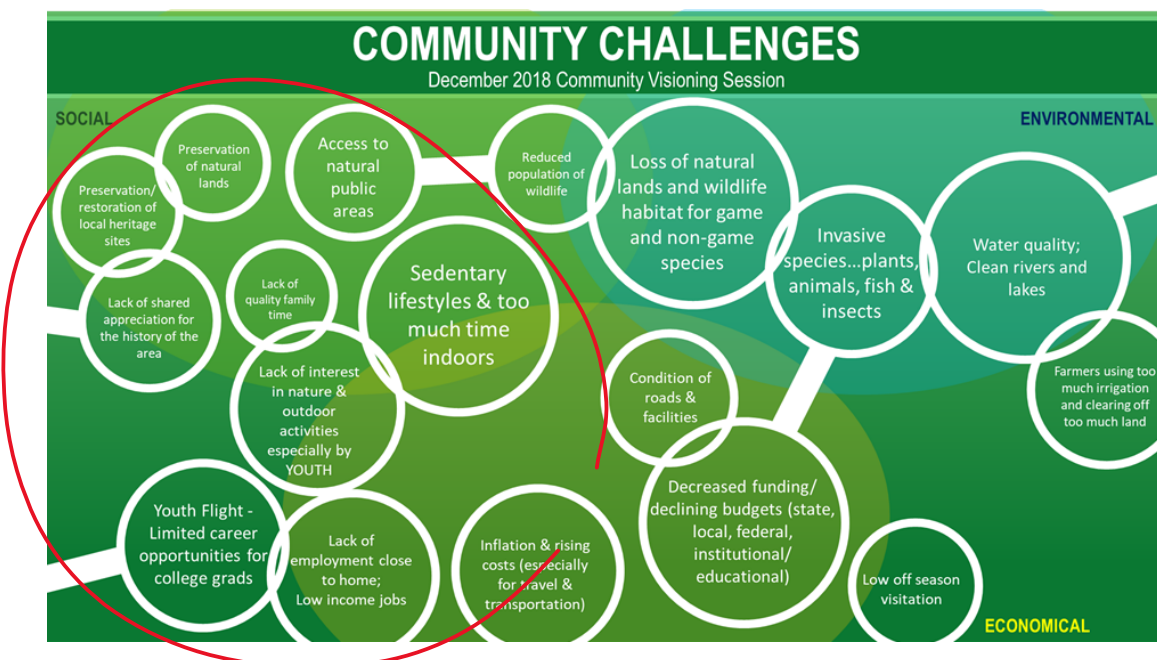 COMMUNITY CHALLENGES
December 2018 Community Visioning Session
SOCIAL
ENVIRONMENTAL
Preservation
of natural
lands
Access to
natural
public
areas
Reduced
population of
wildlife
Loss of natural
lands and wildlife
habitat for game
and non-game
species
Preservation/
restoration of
local heritage
sites
Invasive
species...plants,
animals, fish &
insects
Water quality;
Clean rivers and
lakes
Lack of shared
appreciation for
the history of the
area
Lack of
quality family
time
Sedentary
lifestyles & too
much time
indoors
Lack of interest
in nature &
outdoor
activities
especially by
YOUTH
Condition of
roads &
facilities
Farmers using too
much irrigation
and clearing off
too much land
Youth Flight -
Limited career
opportunities for
college grads
Lack of
employment close
to home;
Low income jobs
Inflation & rising
costs (especially
for travel &
transportation)
Decreased funding/
declining budgets (state,
local, federal,
institutional/
educational)
Low off season
visitation
ECONOMICAL